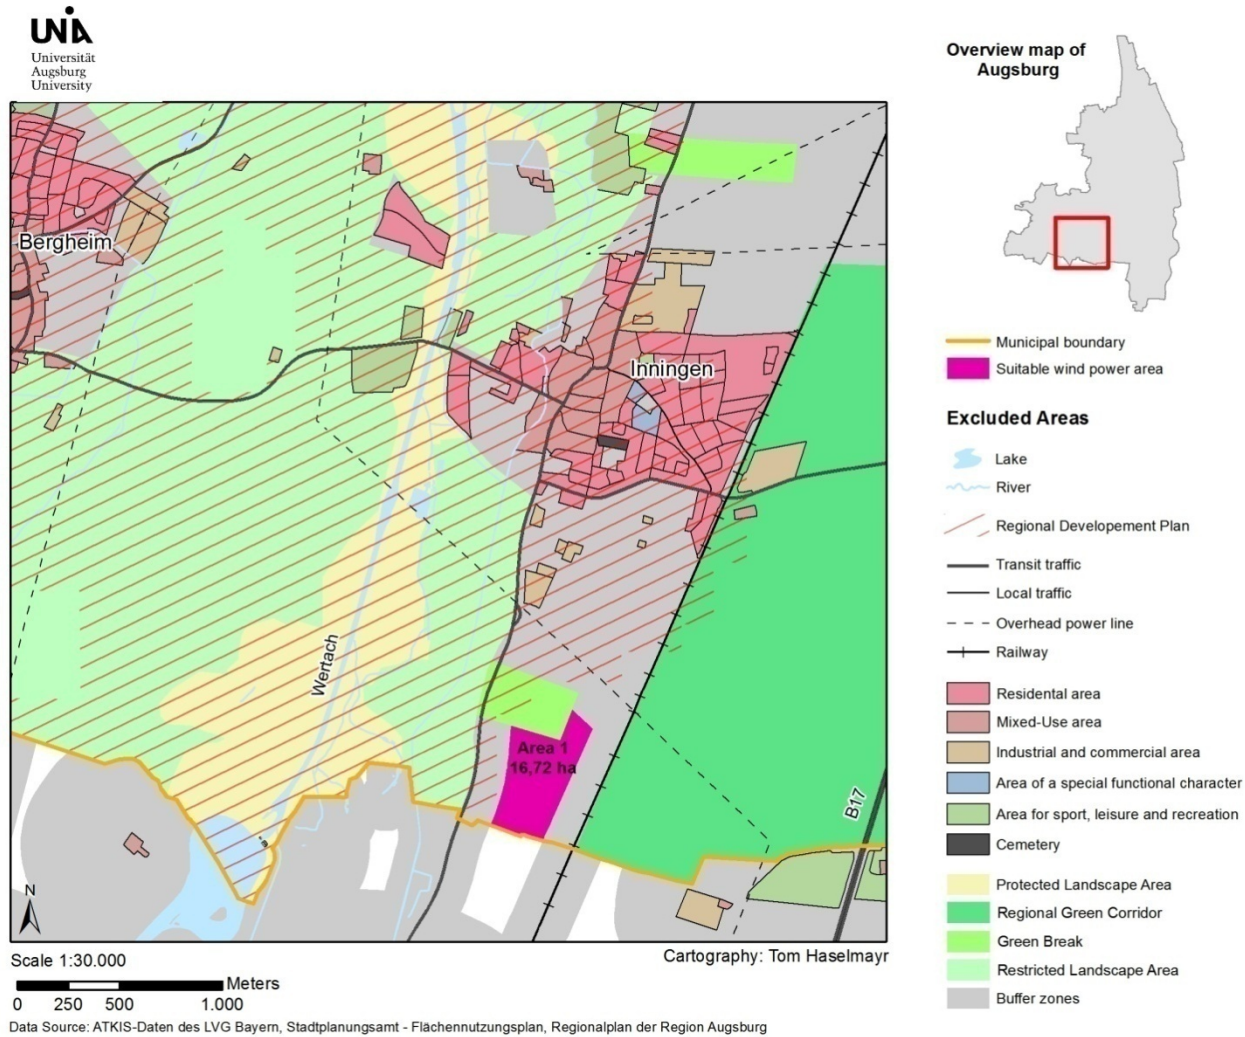 UNIA
Universität
Augsburg
University
Overview map of
Augsburg
Bergheim
Inningen
Wertach
Area 1
16,72 ha
B17
N
Municipal boundary
Suitable wind power area
Excluded Areas
Lake
River
Regional Developement Plan
Transit traffic
Local traffic
Overhead power line
Railway
Residental area
Mixed-Use area
Industrial and commercial area
Area of a special functional character
Area for sport, leisure and recreation
Cemetery
Protected Landscape Area
Regional Green Corridor
Green Break
Restricted Landscape Area
Buffer zones
Scale 1:30.000
Cartography: Tom Haselmayr
Meters
0 250 500 1.000
Data Source: ATKIS-Daten des LVG Bayern, Stadtplanungsamt - Flächennutzungsplan, Regionalplan der Region Augsburg